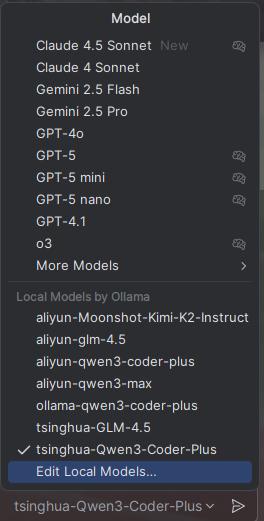 Model
Claude 4.5 Sonnet New
Claude 4 Sonnet
Gemini 2.5 Flash
Gemini 2.5 Pro
GPT-4o
GPT-5
GPT-5 mini
GPT-5 nano
GPT-4.1
o3
More Models
Local Models by Ollama
aliyun-Moonshot-Kimi-K2-Instruct
aliyun-glm-4.5
aliyun-qwen3-coder-plus
aliyun-qwen3-max
ollama-qwen3-coder-plus
tsinghua-GLM-4.5
tsinghua-Qwen3-Coder-Plus
Edit Local Models...
tsinghua-Qwen3-Coder-Plus